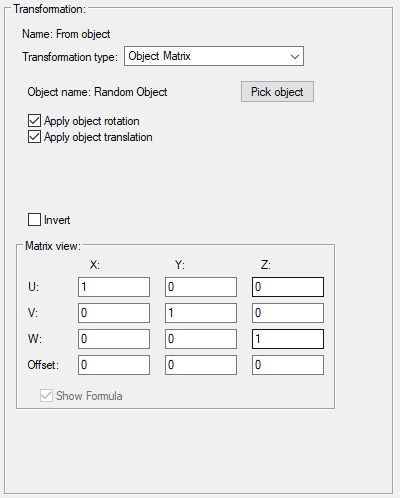 Transformation:
Name: From object
Transformation type: Object Matrix
Object name: Random Object Pick object
Apply object rotation
Apply object translation
Invert
Matrix view:
X: Y: Z:
U: 1 0 0
V: 0 1 0
W: 0 0 1
Offset: 0 0 0
Show Formula